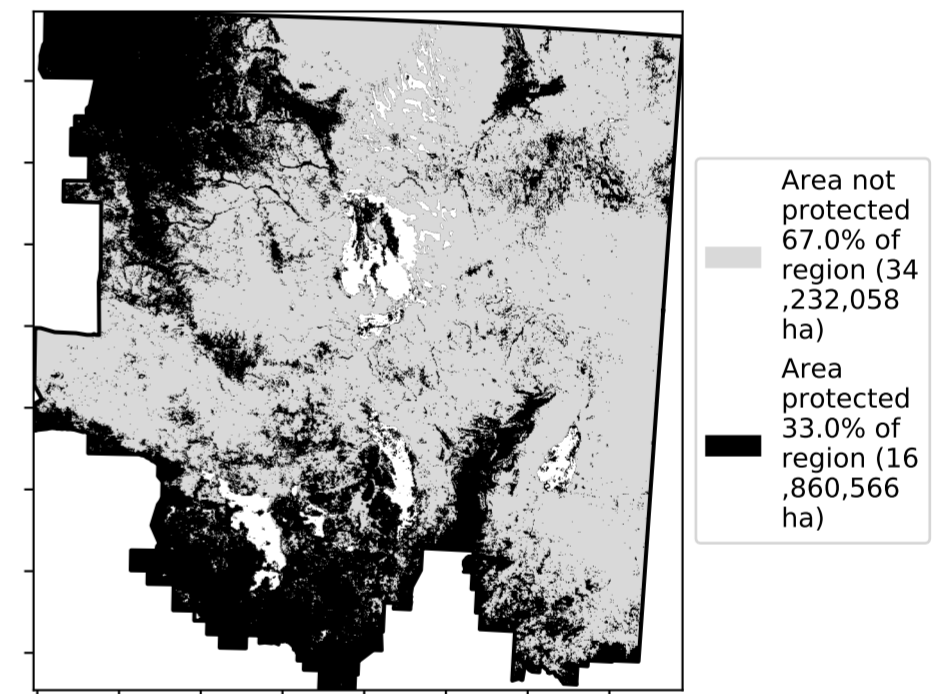 Area not
protected
67.0% of
region (34
,232,058
ha)
Area
protected
33.0% of
region (16
,860,566
ha)